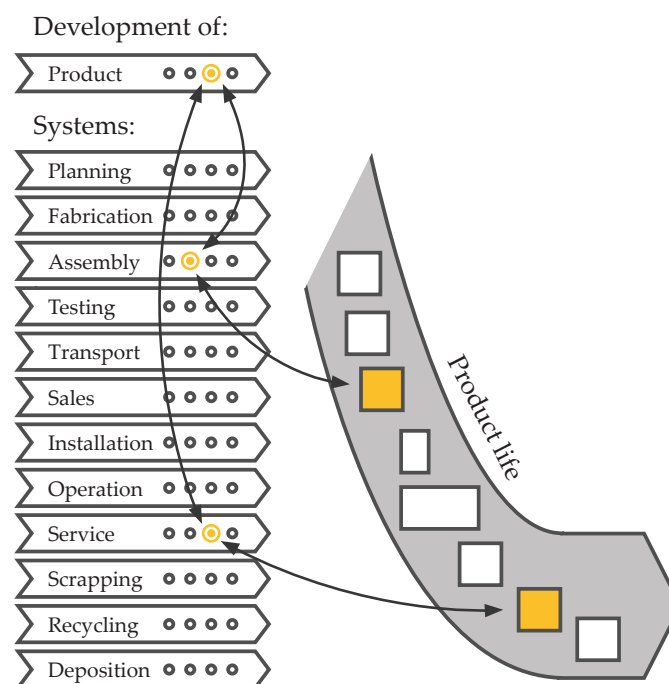 Development of:
Product
Systems:
Planning
Fabrication
Assembly
Testing
Transport
Sales
Installation
Operation
Service
Scrapping
Recycling
Deposition
Product life